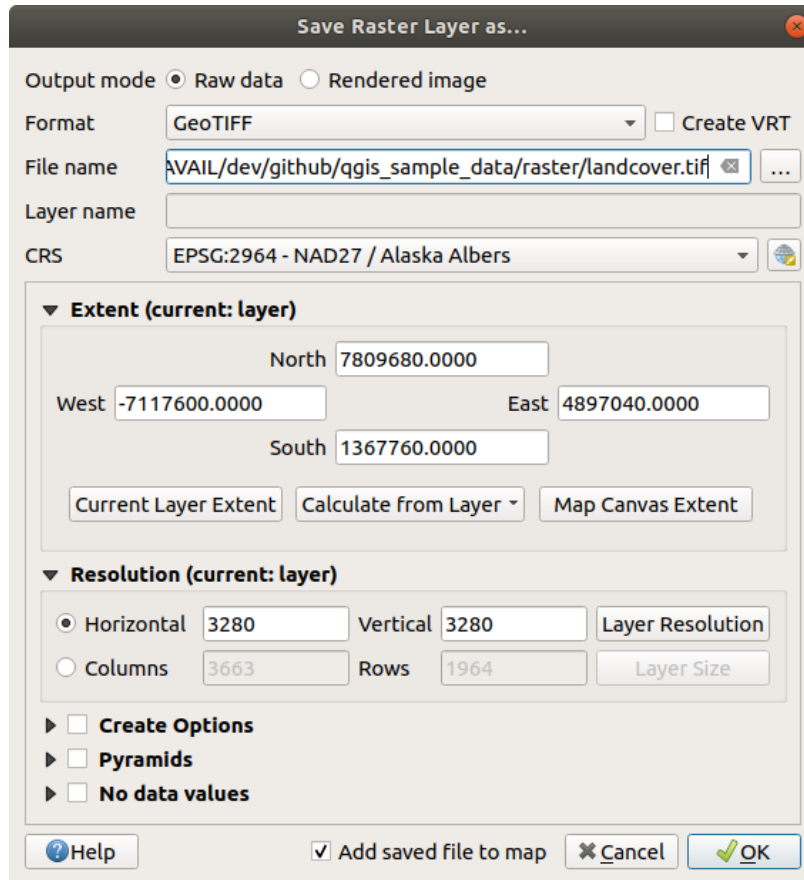 Save Raster Layer as...
Output mode Raw data Rendered image
Format GeoTIFF Create VRT
File name AVAIL/dev/github/qgis_sample_data/raster/landcover.tif ...
Layer name
CRS EPSG:2964 - NAD27 / Alaska Albers
Extent (current: layer)
North 7809680.0000
West -7117600.0000 East 4897040.0000
South 1367760.0000
Current Layer Extent Calculate from Layer Map Canvas Extent
Resolution (current: layer)
Horizontal 3280 Vertical 3280 Layer Resolution
Columns 3663 Rows 1964 Layer Size
Create Options
Pyramids
No data values
Help Add saved file to map Cancel OK